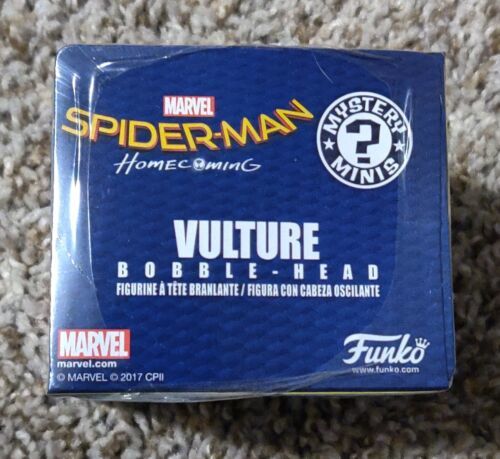 MARVEL
SPIDER-MAN
HOMECOMING
MYSTERY
?
MINIS
VULTURE
BOBBLE-HEAD
FIGURINE À TÊTE BRANLANTE / FIGURA CON CABEZA OSCILANTE
MARVEL
marvel.com
© MARVEL © 2017 CPII
Funko
www.funko.com